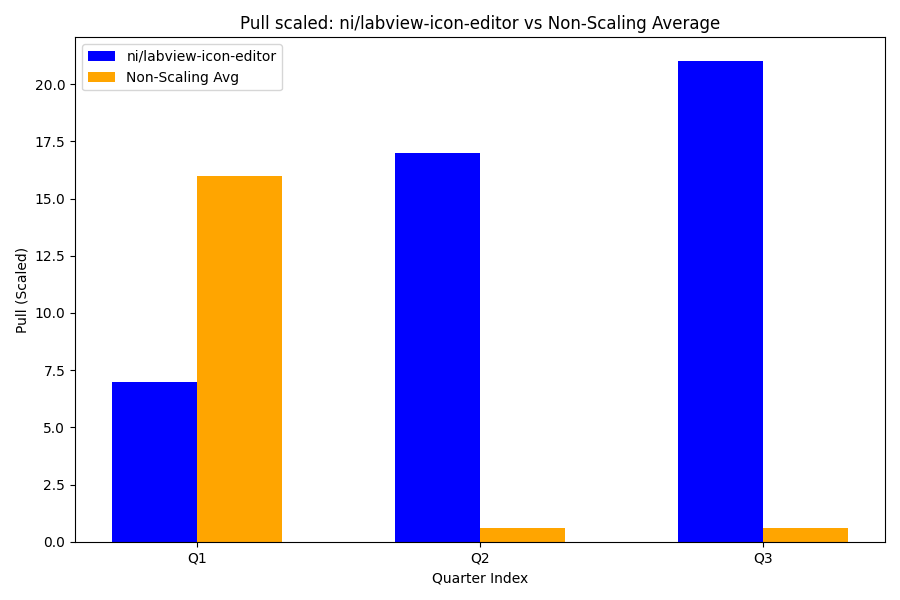 Pull scaled: ni/labview-icon-editor vs Non-Scaling Average
ni/labview-icon-editor
Non-Scaling Avg
20.0
17.5
15.0
12.5
10.0
7.5
5.0
2.5
0.0
Pull (Scaled)
Q1 Q2 Q3
Quarter Index